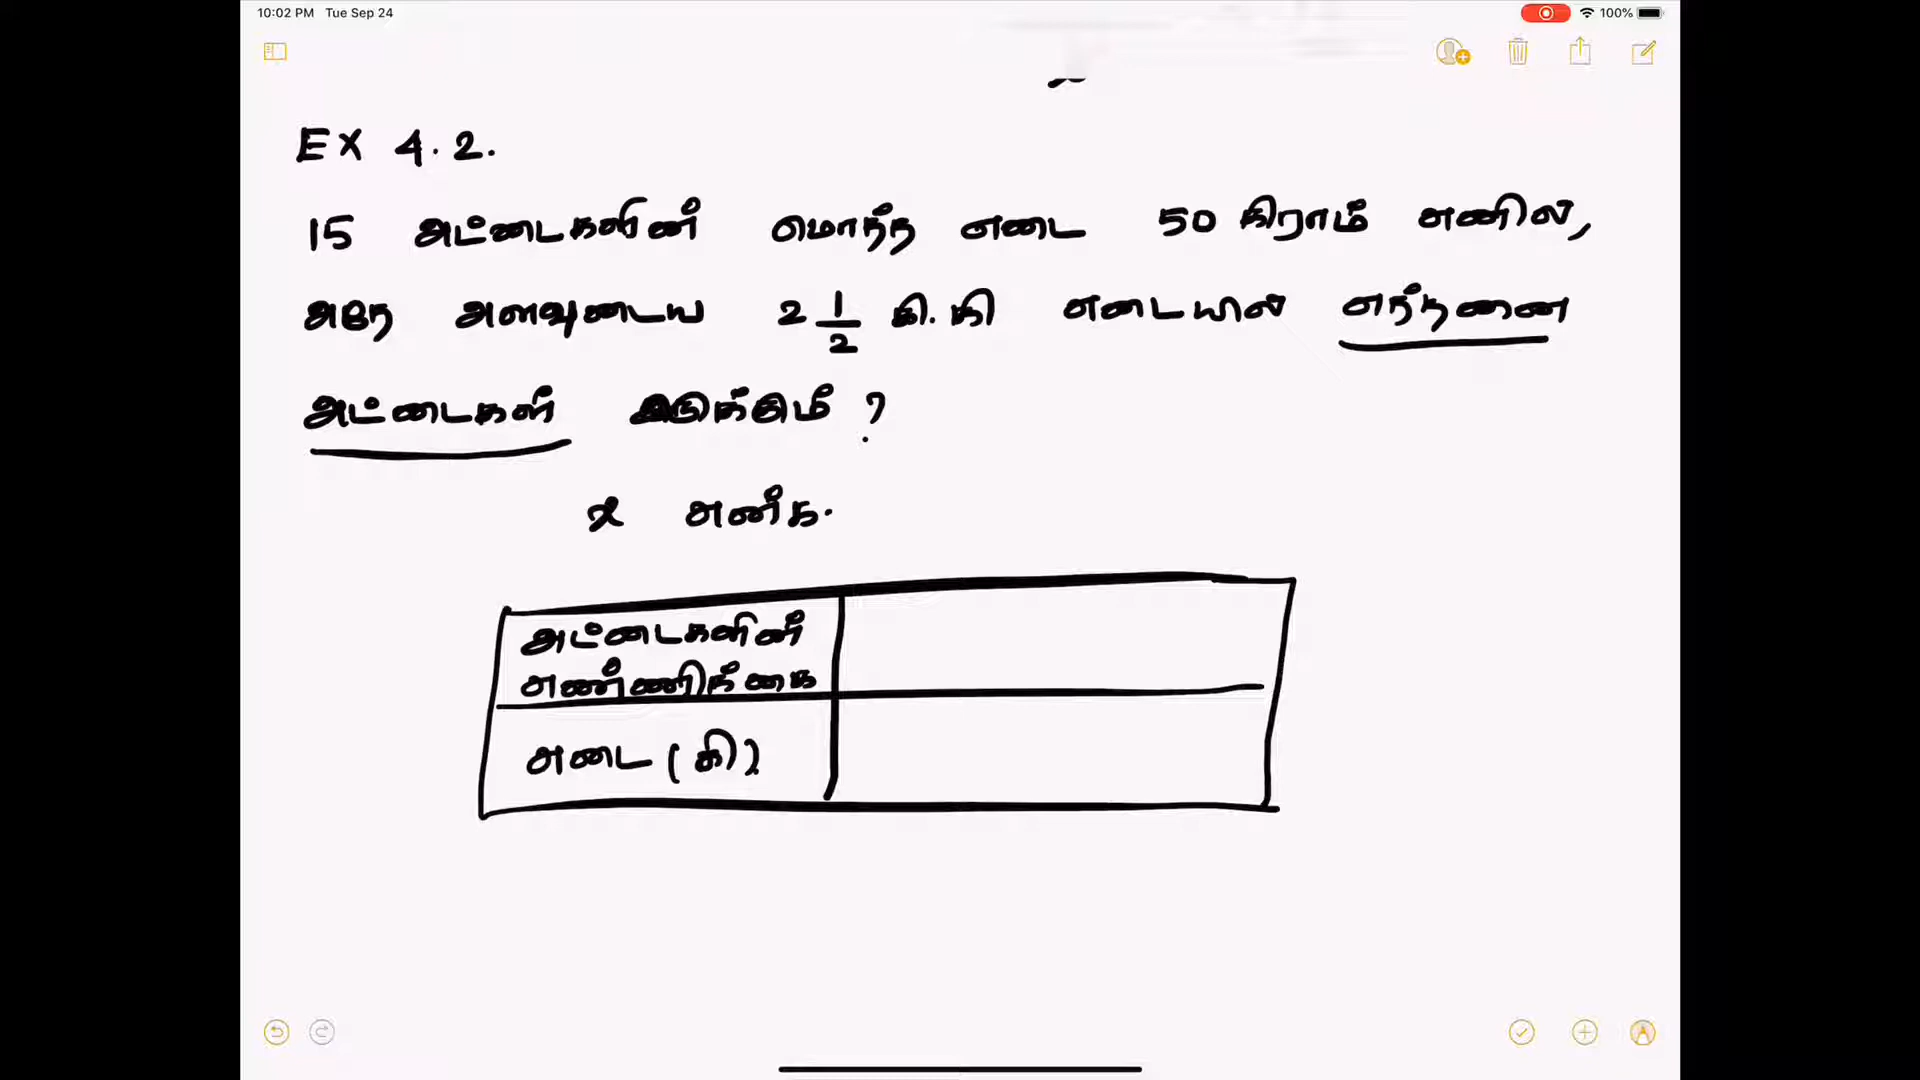 10:02 PM Tue Sep 24
100%
EX 4.2.
15 அட்டைகளின் மொத்த எடை 50 கிராம் எனில்,
அதே அளவுடைய 2 1/2 கி.கி எடையில் எத்தனை
அட்டைகள் இருக்கும் ?
x என்க.
அட்டைகளின்
எண்ணிக்கை
எடை (கி)